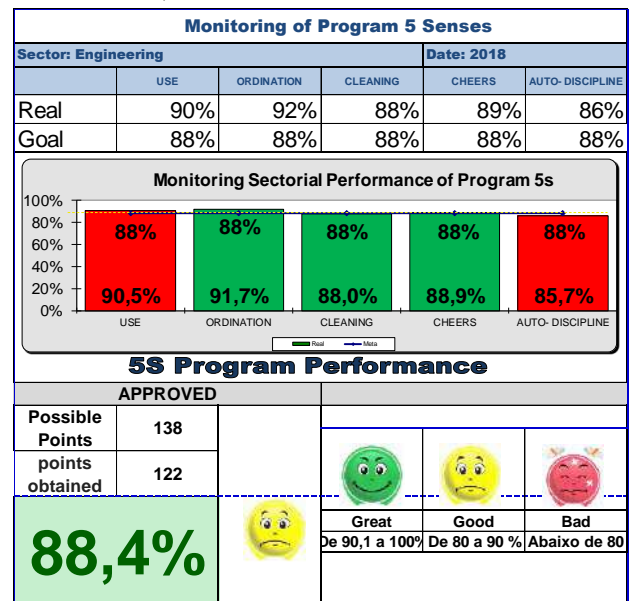 Monitoring of Program 5 Senses
Sector: Engineering Date: 2018
USE ORDINATION CLEANING CHEERS AUTO- DISCIPLINE
Real 90% 92% 88% 89% 86%
Goal 88% 88% 88% 88% 88%
Monitoring Sectorial Performance of Program 5s
100%
80%
60%
40%
20%
0%
88% 88% 88% 88% 88%
90,5% 91,7% 88,0% 88,9% 85,7%
USE ORDINATION CLEANING CHEERS AUTO- DISCIPLINE
Real Meta
5S Program Performance
APPROVED
Possible Points 138
points obtained 122
88,4%
Great Good Bad
De 90,1 a 100% De 80 a 90 % Abaixo de 80